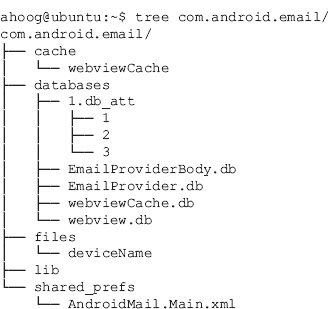 ahoog@ubuntu:~$ tree com.android.email/
com.android.email/
├── cache
│   └── webviewCache
├── databases
│   ├── 1.db_att
│   │   ├── 1
│   │   ├── 2
│   │   └── 3
│   ├── EmailProviderBody.db
│   ├── EmailProvider.db
│   ├── webviewCache.db
│   └── webview.db
├── files
│   └── deviceName
├── lib
└── shared_prefs
    └── AndroidMail.Main.xml